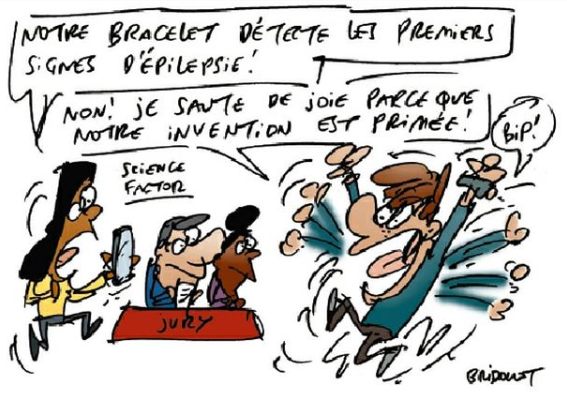 NOTRE BRACELET DÉTECTE LES PREMIERS
SIGNES D'ÉPILEPSIE!
NON! JE SAUTE DE JOIE PARCE QUE
NOTRE INVENTION EST PRIMÉE!
BIP!
SCIENCE
FACTOR
JURY
BRIDOULOT